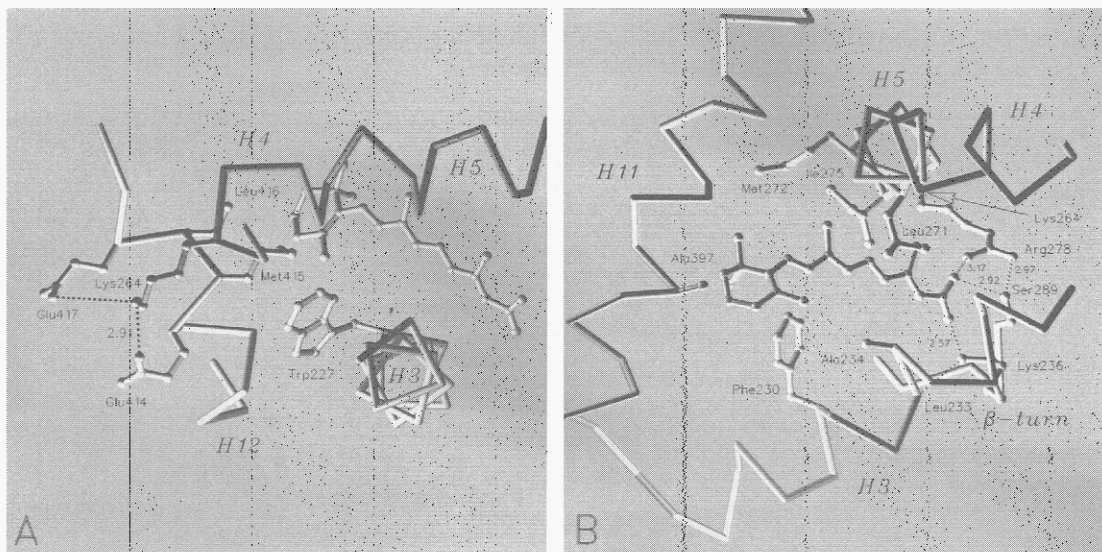 H4
H5
Leu416
Lys264
Met415
Glu417
2.91
Trp227
H3
Glu414
H12
A
H5
H4
H11
Met272
Ile275
Lys264
Leu271
Arg278
Ala397
3.17
2.97
2.92
Ser289
2.57
Ala234
Lys236
Phe230
Leu233
β-turn
H3
B